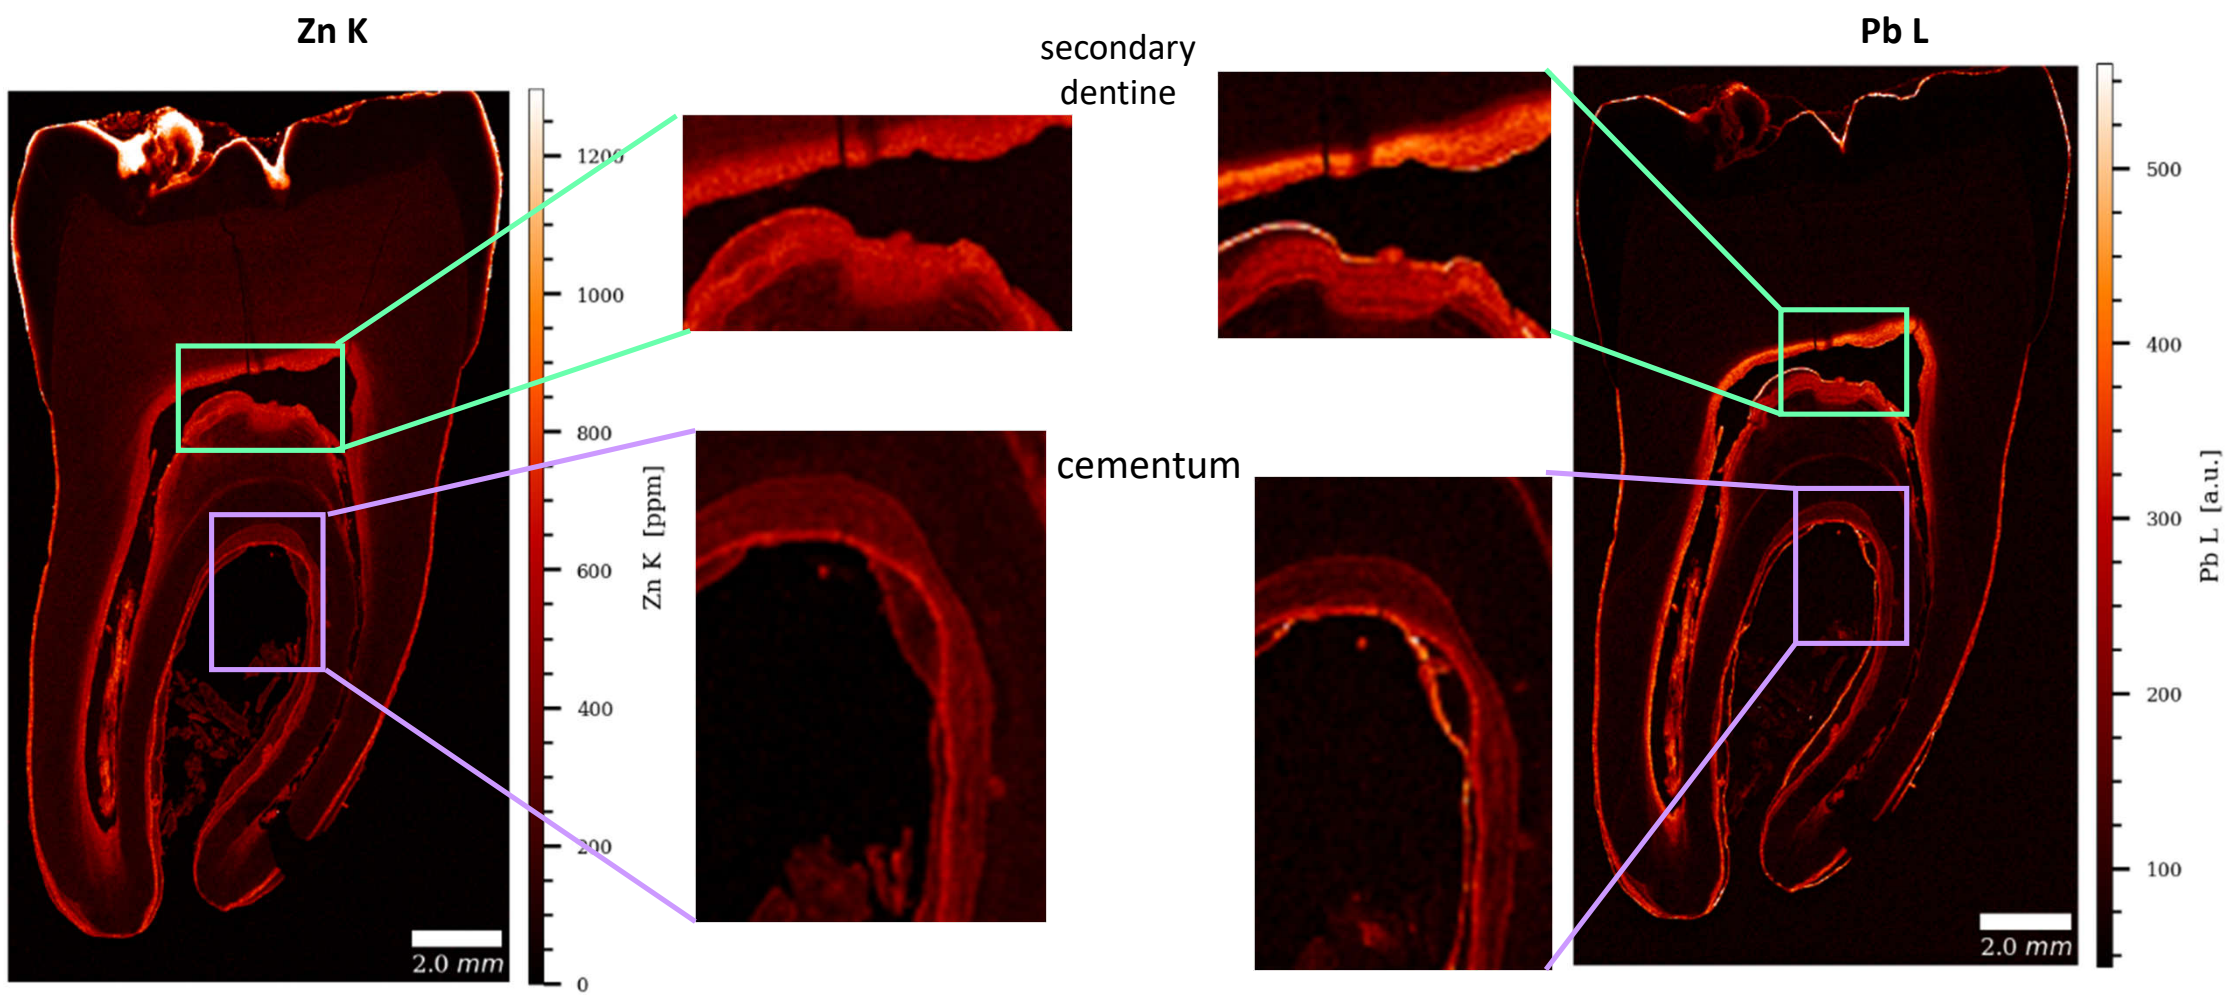 Zn K
secondary
dentine
Pb L
1200
1000
800
600
400
200
0
Zn K [ppm]
2.0 mm
cementum
500
400
300
200
100
Pb L [a.u.]
2.0 mm